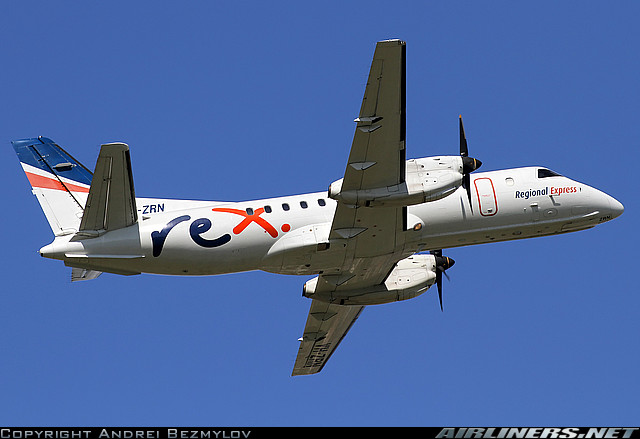 -ZRN
rex.
Regional Express
Copyright Andrei Bezmylov
AIRLINERS.NET